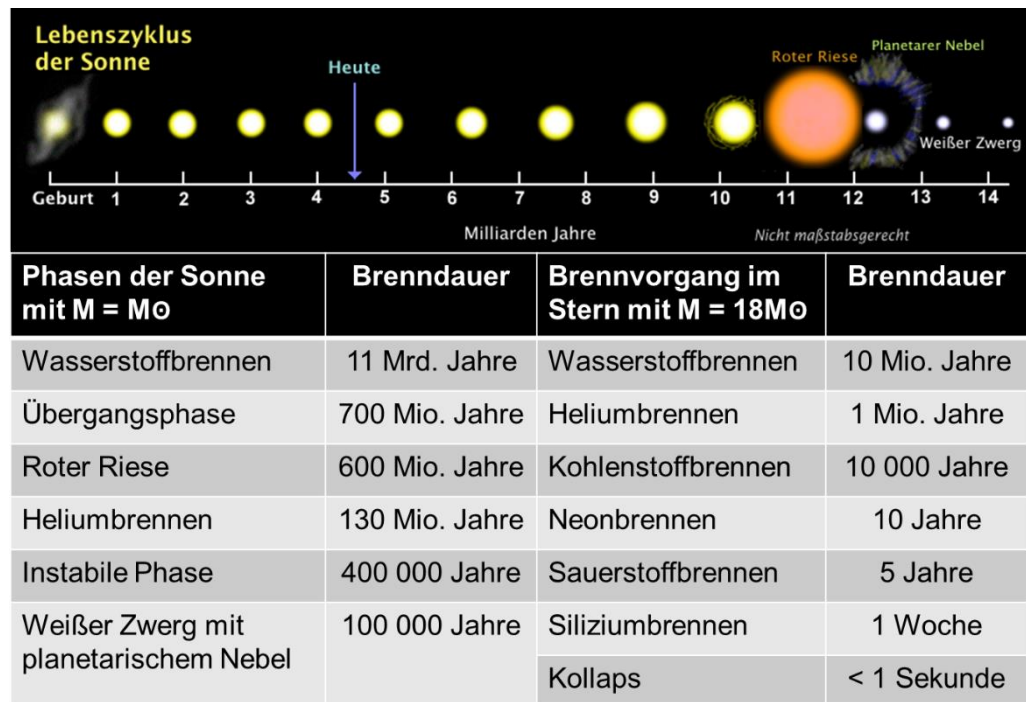 Lebenszyklus
der Sonne
Heute
Roter Riese
Planetarer Nebel
Weißer Zwerg
Geburt 1 2 3 4 5 6 7 8 9 10 11 12 13 14
Milliarden Jahre
Nicht maßstabsgerecht
Phasen der Sonne mit M = M⊙ Brenndauer Brennvorgang im Stern mit M = 18M⊙ Brenndauer
Wasserstoffbrennen 11 Mrd. Jahre Wasserstoffbrennen 10 Mio. Jahre
Übergangsphase 700 Mio. Jahre Heliumbrennen 1 Mio. Jahre
Roter Riese 600 Mio. Jahre Kohlenstoffbrennen 10 000 Jahre
Heliumbrennen 130 Mio. Jahre Neonbrennen 10 Jahre
Instabile Phase 400 000 Jahre Sauerstoffbrennen 5 Jahre
Weißer Zwerg mit planetarischem Nebel 100 000 Jahre Siliziumbrennen 1 Woche
Kollaps < 1 Sekunde